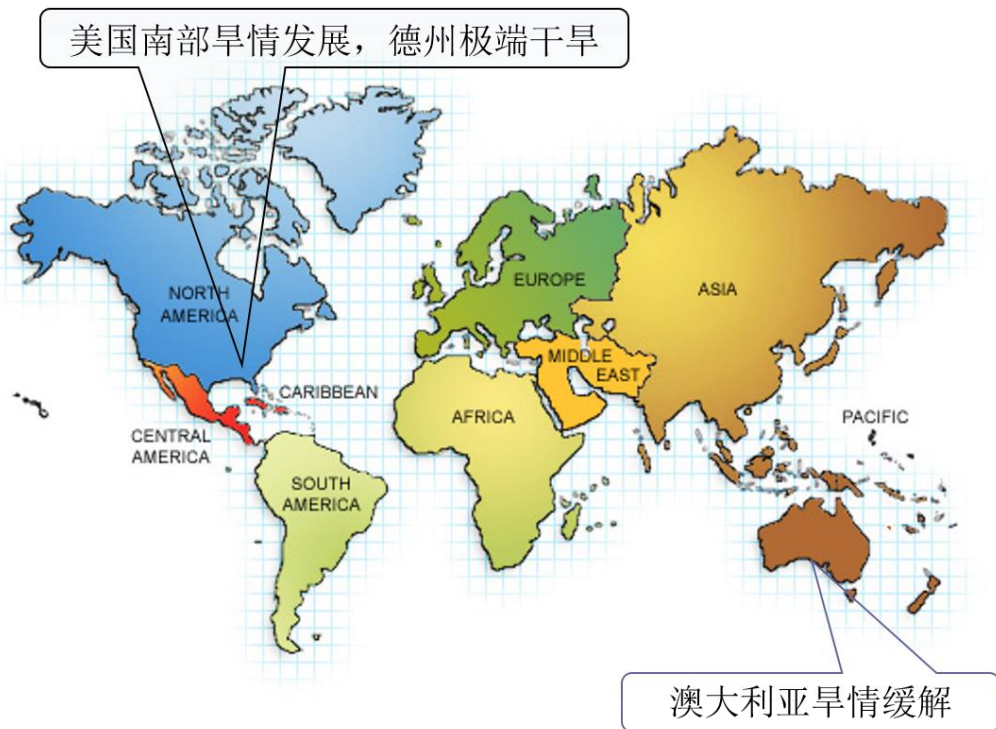 美国南部旱情发展，德州极端干旱
NORTH
AMERICA
EUROPE
ASIA
MIDDLE
EAST
CARIBBEAN
AFRICA
PACIFIC
CENTRAL
AMERICA
SOUTH
AMERICA
澳大利亚旱情缓解